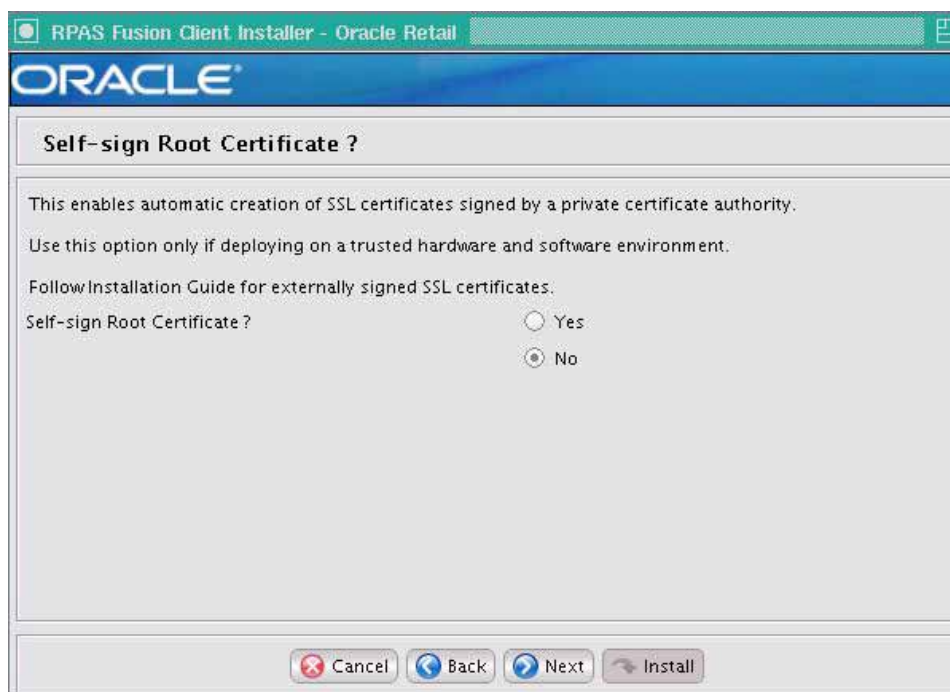 RPAS Fusion Client Installer - Oracle Retail
ORACLE®
Self-sign Root Certificate ?
This enables automatic creation of SSL certificates signed by a private certificate authority.
Use this option only if deploying on a trusted hardware and software environment.
Follow Installation Guide for externally signed SSL certificates.
Self-sign Root Certificate ?
Yes
No
Cancel
Back
Next
Install